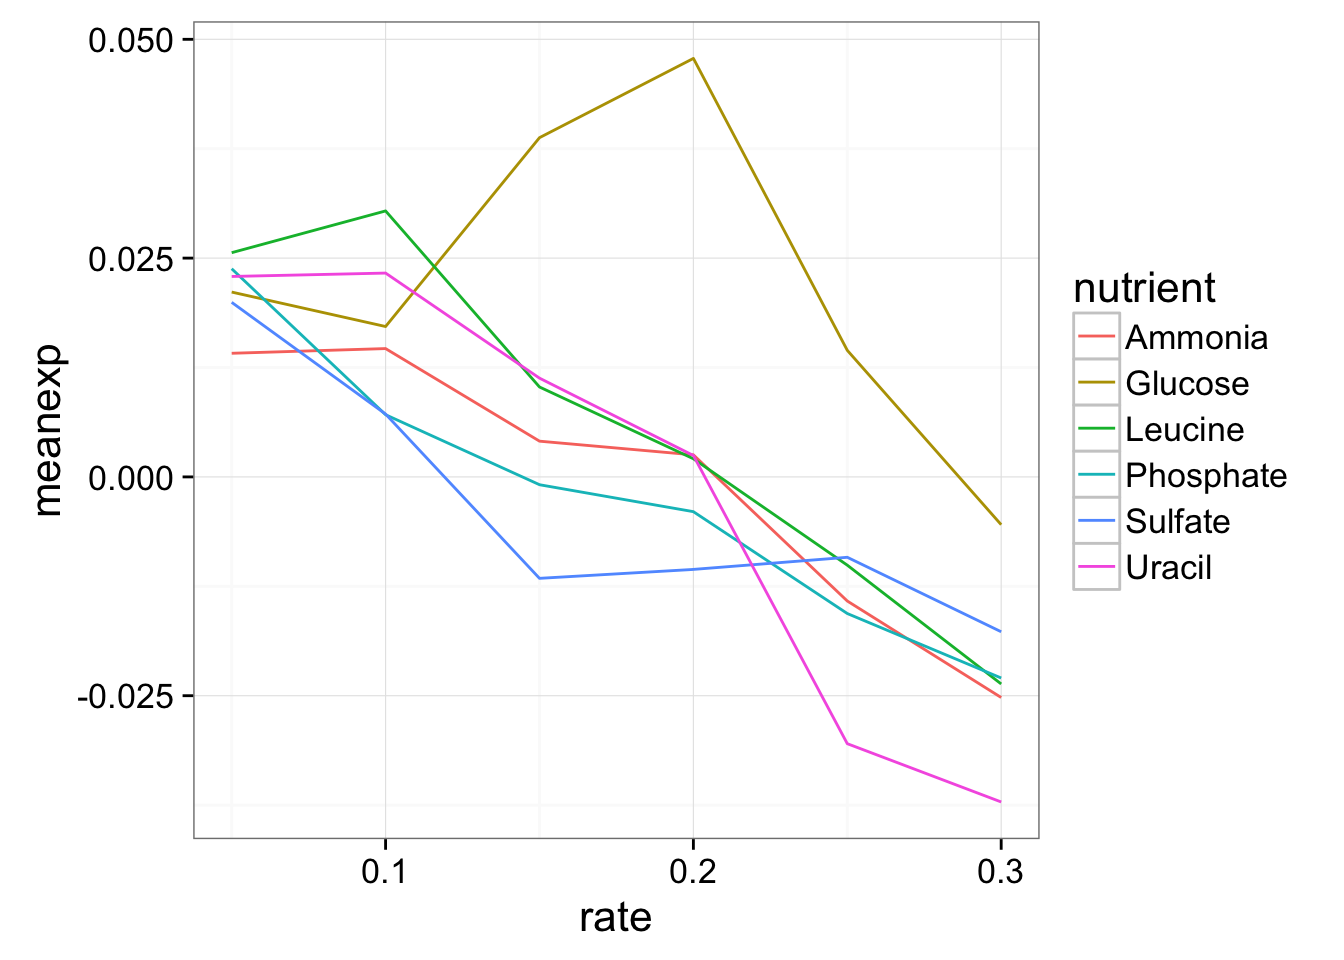 0.050
0.025
0.000
-0.025
meanexp
0.1
0.2
0.3
rate
nutrient
Ammonia
Glucose
Leucine
Phosphate
Sulfate
Uracil